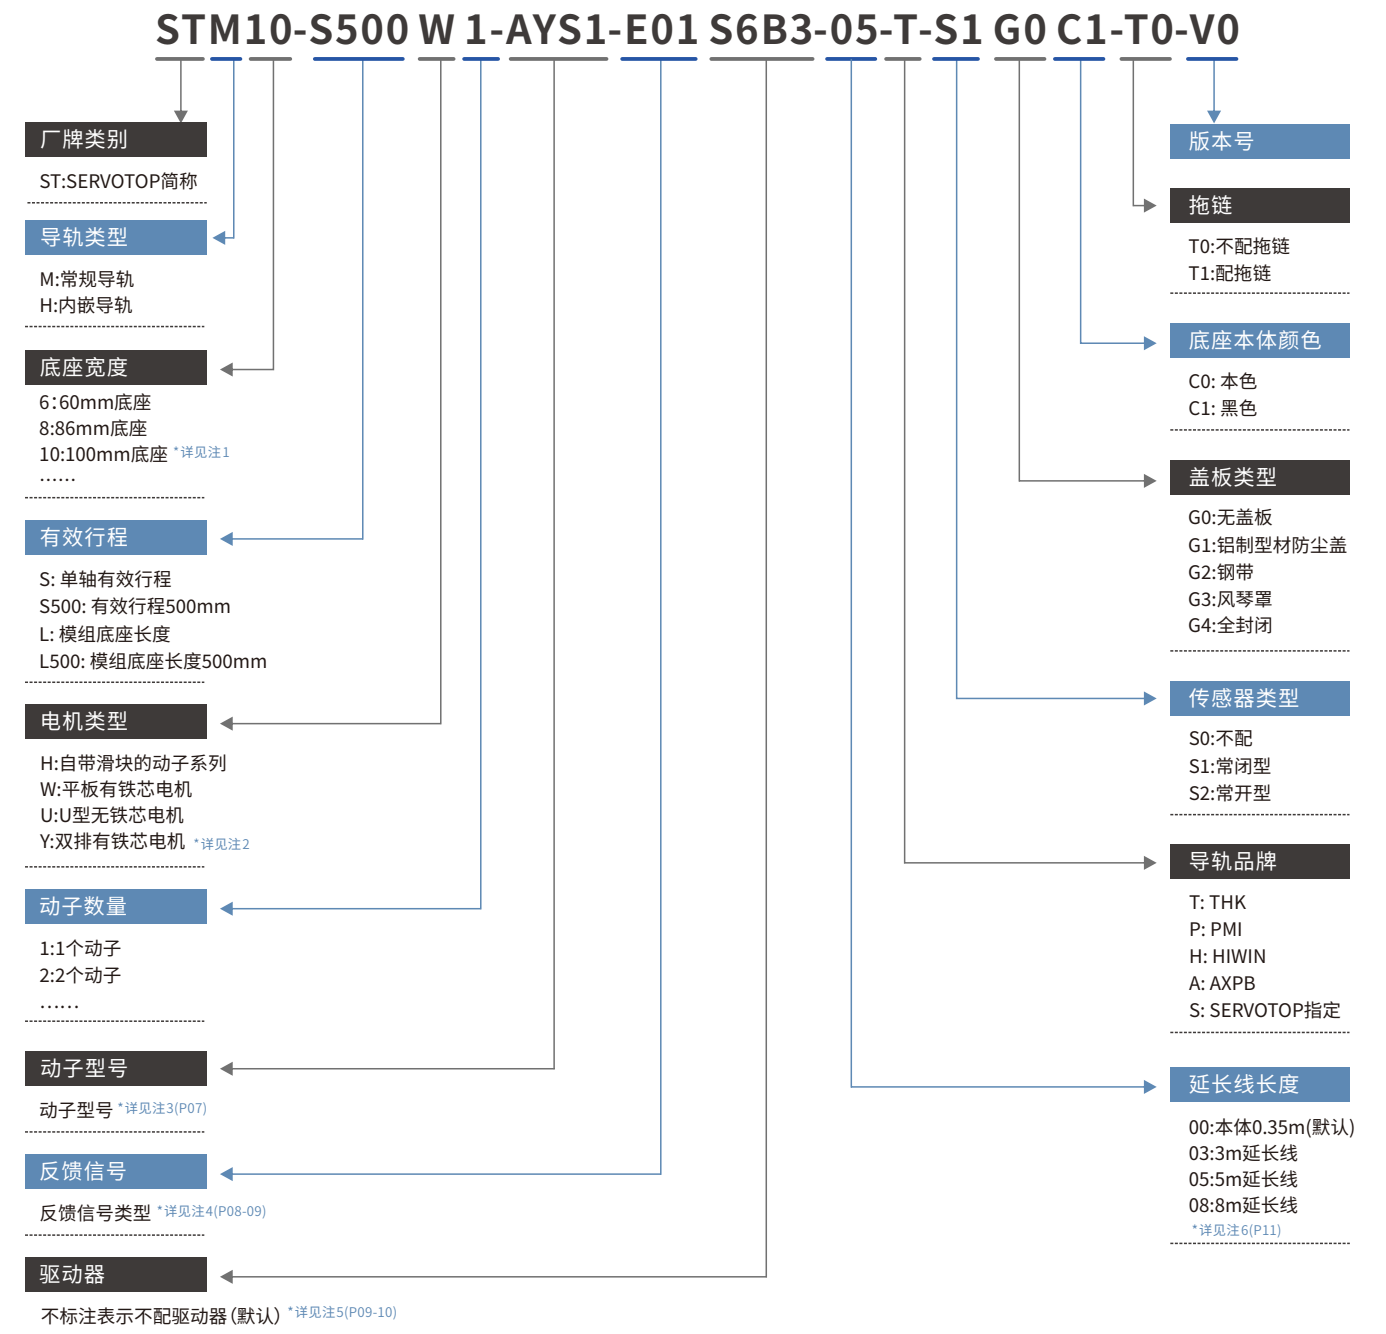 STM10-S500 W 1-AYS1-E01 S6B3-05-T-S1 G0 C1-T0-V0
厂牌类别
ST:SERVOTOP简称
导轨类型
M:常规导轨
H:内嵌导轨
底座宽度
6:60mm底座
8:86mm底座
10:100mm底座 *详见注1
……
有效行程
S: 单轴有效行程
S500: 有效行程500mm
L: 模组底座长度
L500: 模组底座长度500mm
电机类型
H:自带滑块的动子系列
W:平板有铁芯电机
U:U型无铁芯电机
Y:双排有铁芯电机 *详见注2
动子数量
1:1个动子
2:2个动子
……
动子型号
动子型号 *详见注3(P07)
反馈信号
反馈信号类型 *详见注4(P08-09)
驱动器
不标注表示不配驱动器(默认) *详见注5(P09-10)
版本号
拖链
T0:不配拖链
T1:配拖链
底座本体颜色
C0: 本色
C1: 黑色
盖板类型
G0:无盖板
G1:铝制型材防尘盖
G2:钢带
G3:风琴罩
G4:全封闭
传感器类型
S0:不配
S1:常闭型
S2:常开型
导轨品牌
T: THK
P: PMI
H: HIWIN
A: AXPB
S: SERVOTOP指定
延长线长度
00:本体0.35m(默认)
03:3m延长线
05:5m延长线
08:8m延长线
*详见注6(P11)